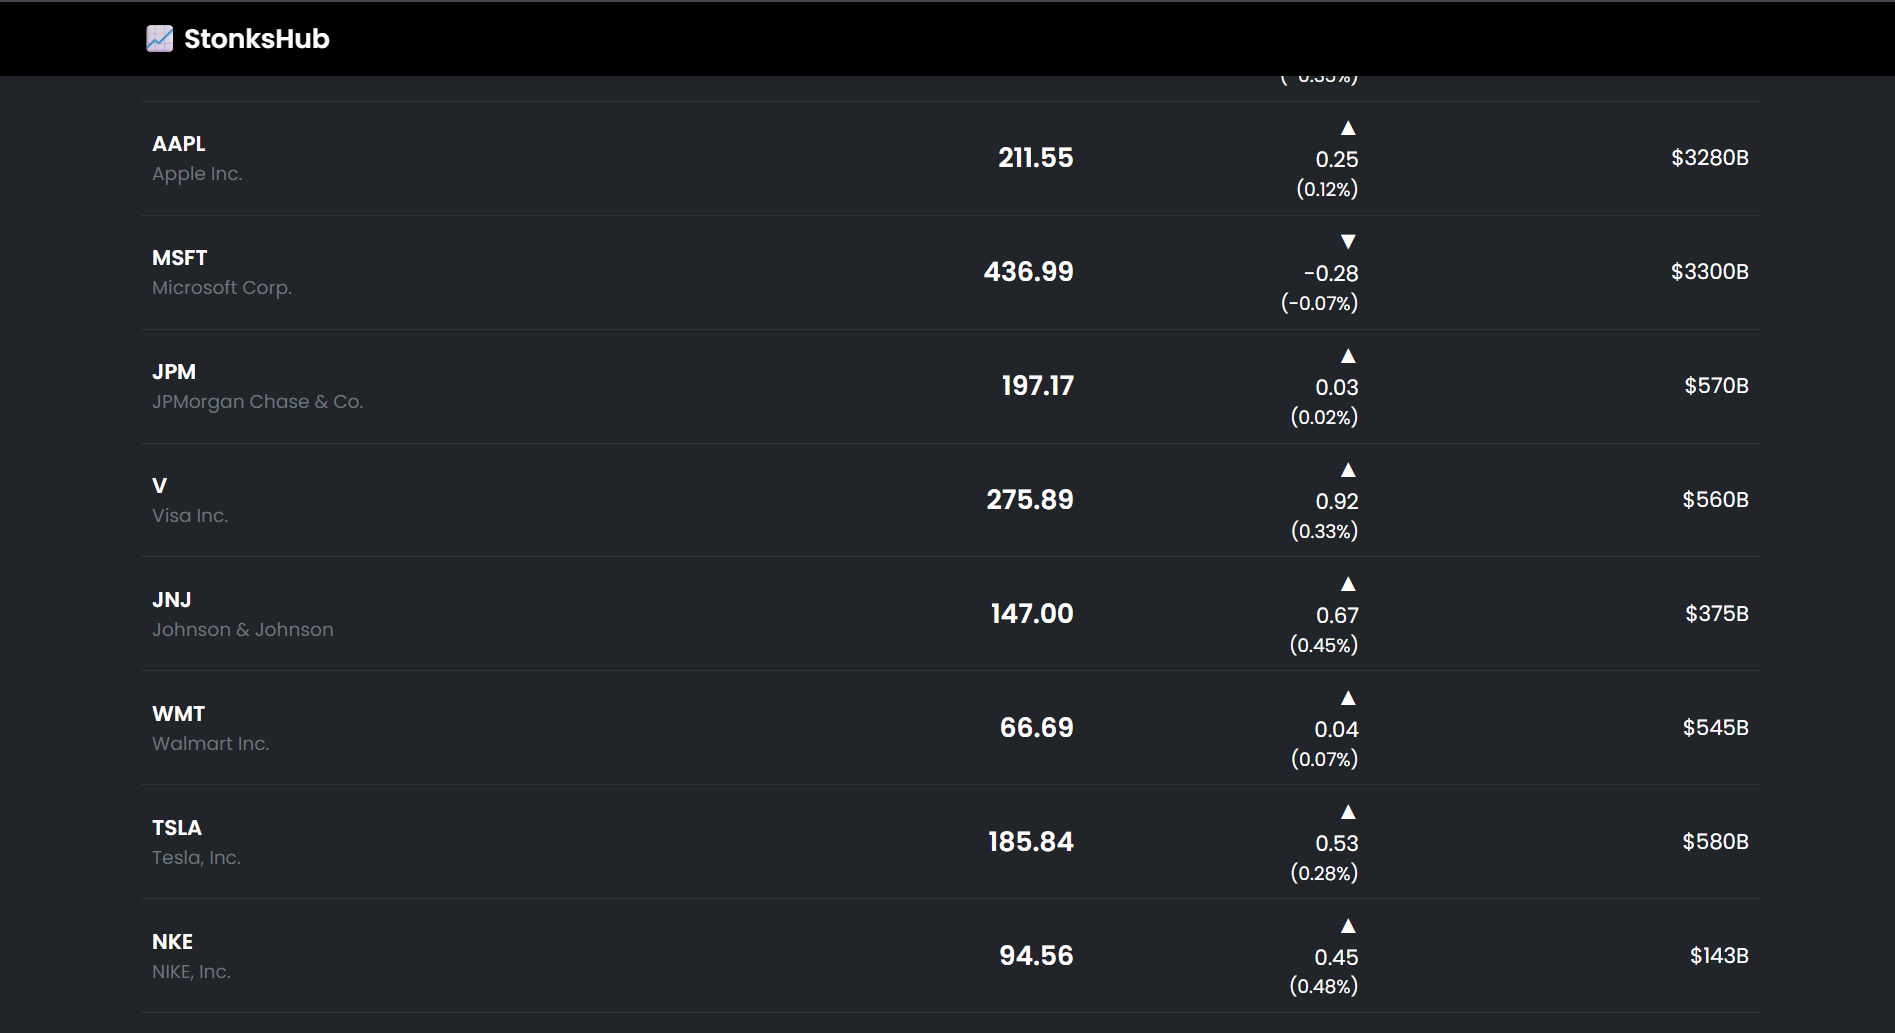 StonksHub
AAPL
Apple Inc.
211.55
▲
0.25
(0.12%)
$3280B
MSFT
Microsoft Corp.
436.99
▼
-0.28
(-0.07%)
$3300B
JPM
JPMorgan Chase & Co.
197.17
▲
0.03
(0.02%)
$570B
V
Visa Inc.
275.89
▲
0.92
(0.33%)
$560B
JNJ
Johnson & Johnson
147.00
▲
0.67
(0.45%)
$375B
WMT
Walmart Inc.
66.69
▲
0.04
(0.07%)
$545B
TSLA
Tesla, Inc.
185.84
▲
0.53
(0.28%)
$580B
NKE
NIKE, Inc.
94.56
▲
0.45
(0.48%)
$143B